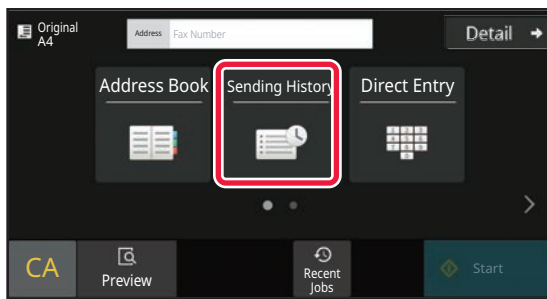 Original
A4
Address Fax Number
Detail
Address Book
Sending History
Direct Entry
CA
Preview
Recent
Jobs
Start